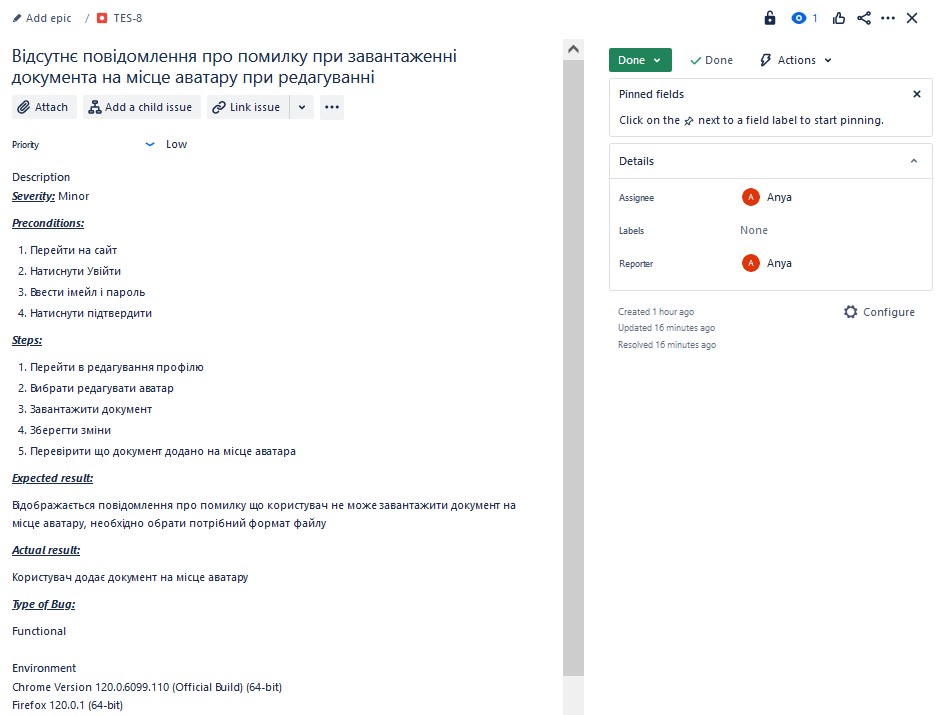 Add epic / TES-8
1
Відсутнє повідомлення про помилку при завантаженні
документа на місце аватару при редагуванні
Attach
Add a child issue
Link issue
Priority
Low
Description
Severity: Minor
Preconditions:
1. Перейти на сайт
2. Натиснути Увійти
3. Ввести імейл і пароль
4. Натиснути підтвердити
Steps:
1. Перейти в редагування профілю
2. Вибрати редагувати аватар
3. Завантажити документ
4. Зберегти зміни
5. Перевірити що документ додано на місце аватара
Expected result:
Відображається повідомлення про помилку що користувач не може завантажити документ на
місце аватару, необхідно обрати потрібний формат файлу
Actual result:
Користувач додає документ на місце аватару
Type of Bug:
Functional
Environment
Chrome Version 120.0.6099.110 (Official Build) (64-bit)
Firefox 120.0.1 (64-bit)
Done
Done
Actions
Pinned fields
Click on the next to a field label to start pinning.
Details
Assignee
A Anya
Labels
None
Reporter
A Anya
Created 1 hour ago
Updated 16 minutes ago
Resolved 16 minutes ago
Configure